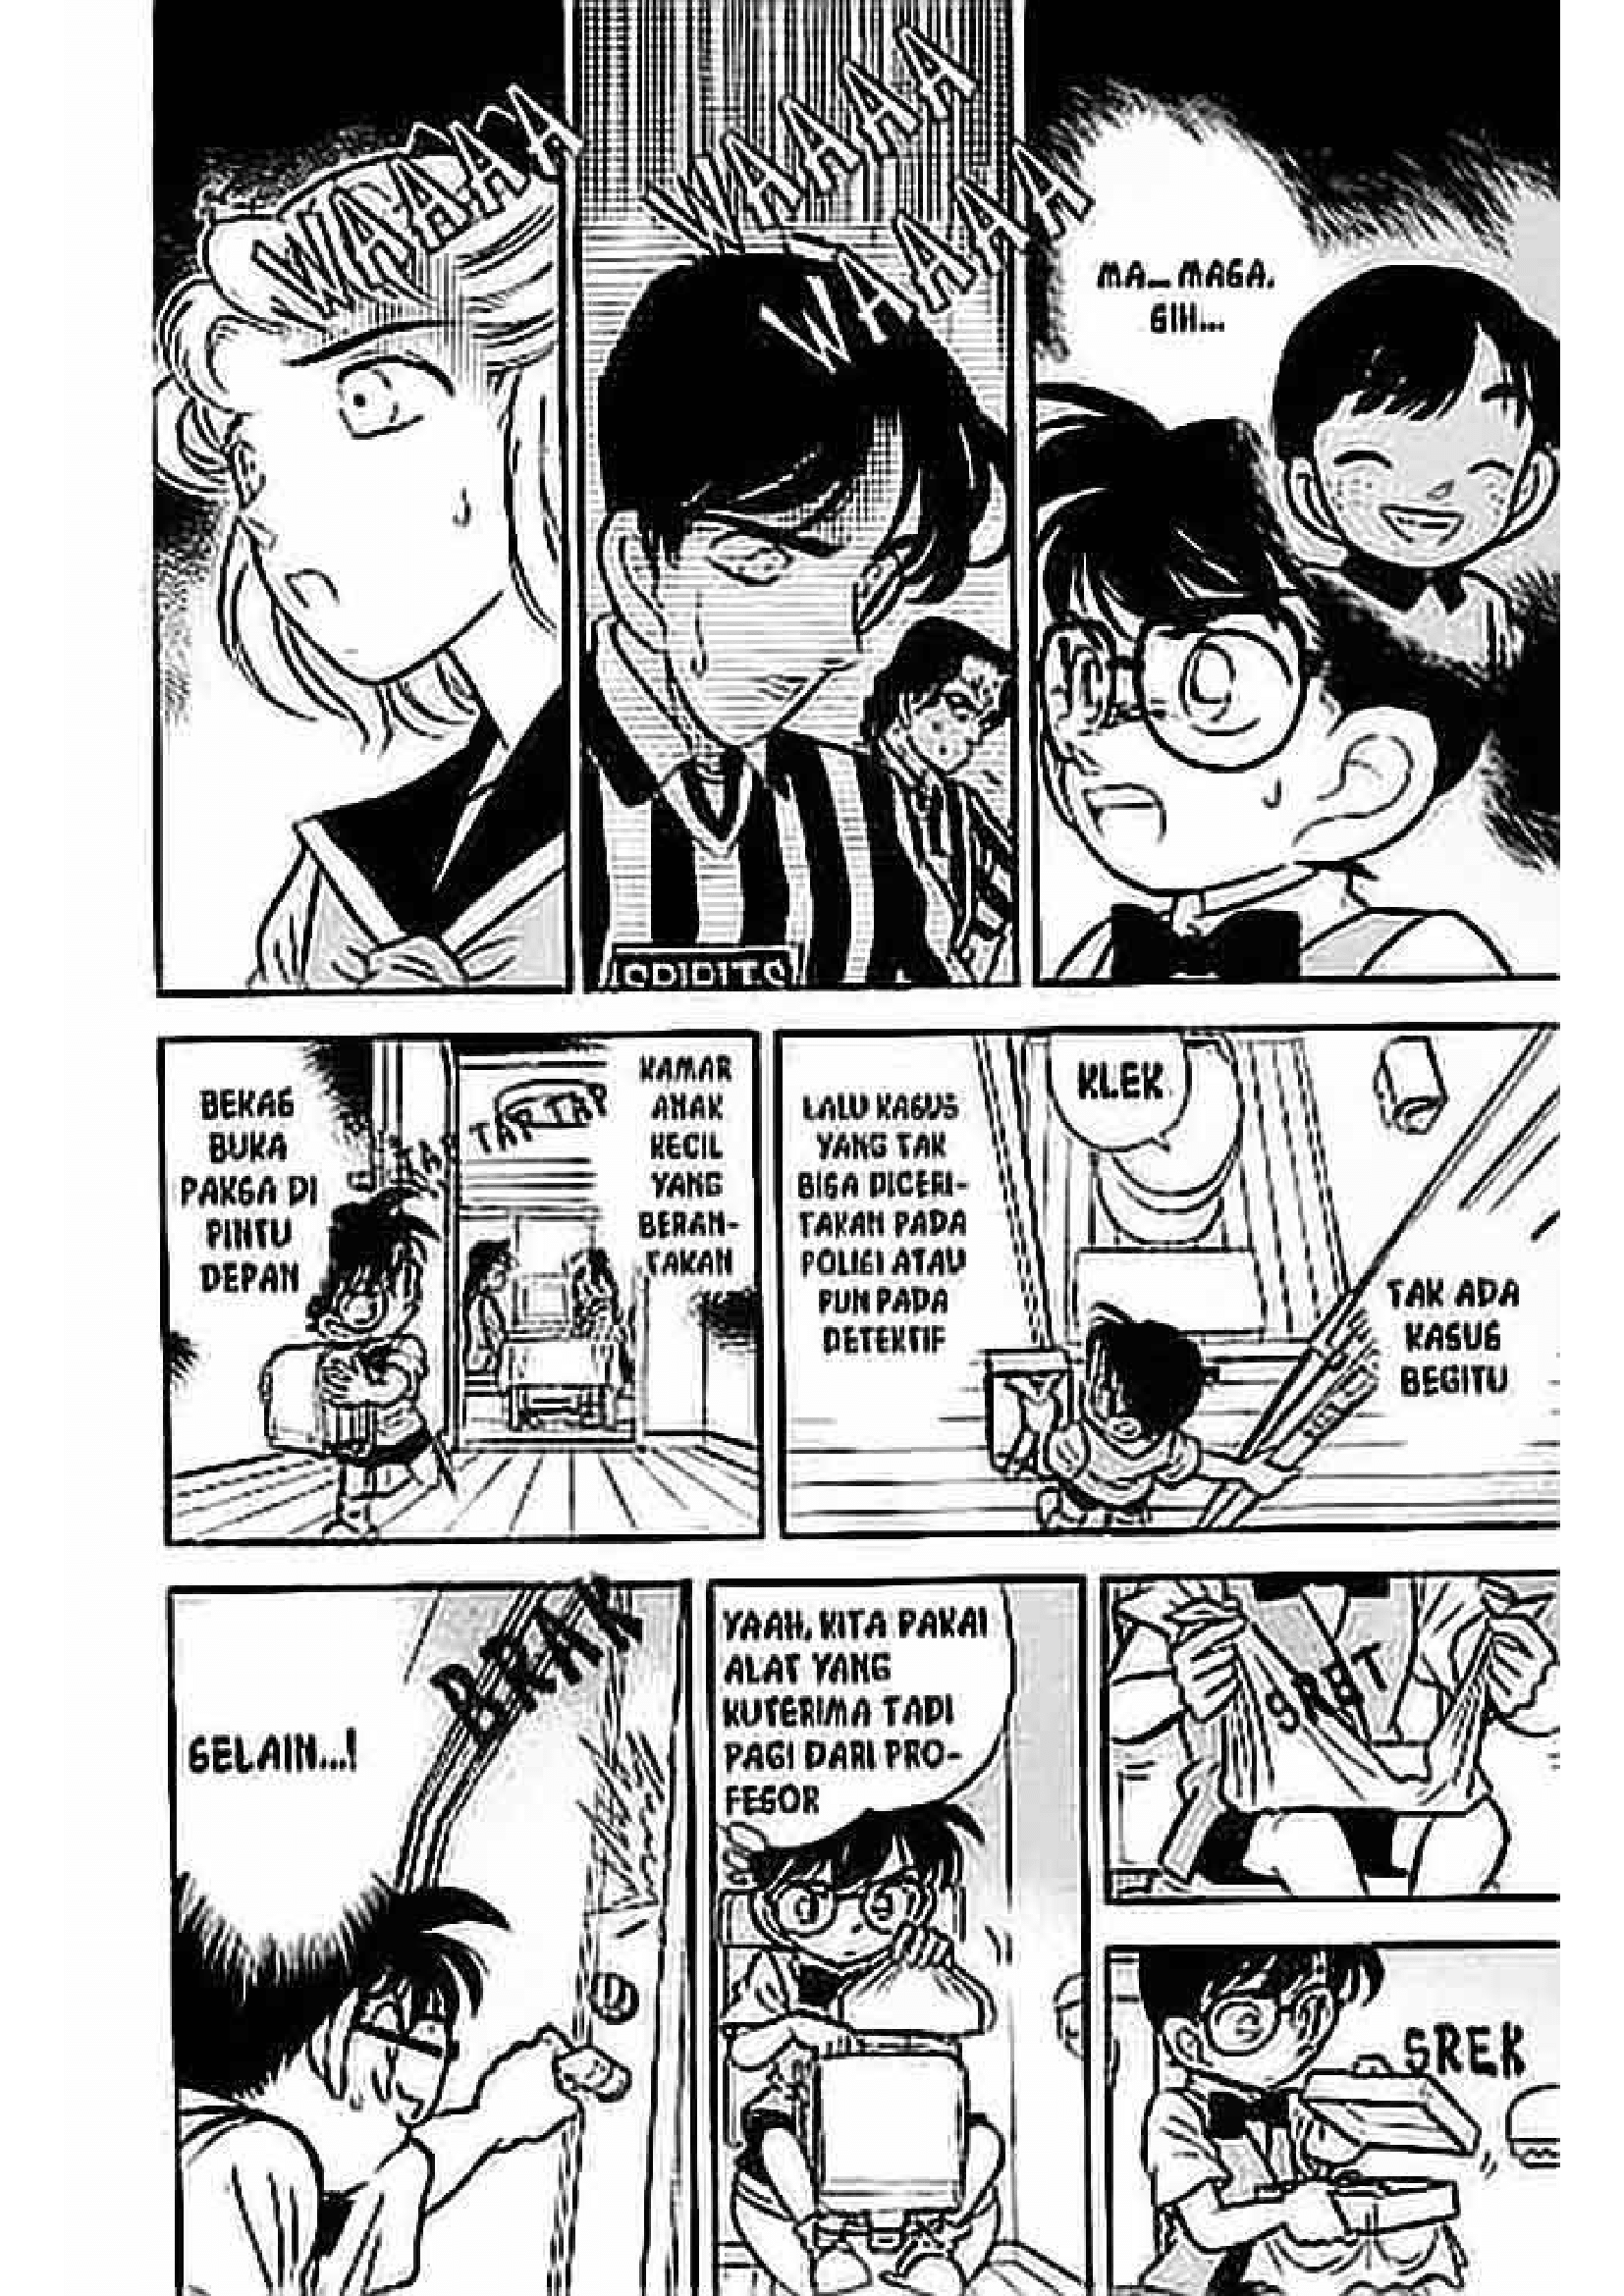 MA... MASA.
SIH...
WAAAA
WAAAA
WAAAA
TAK ADA
KASUS
BEGITU
KLEK
LALU KASUS
YANG TAK
BISA DICERI-
TAKAN PADA
POLISI ATAU
PUN PADA
DETEKTIF
KAMAR
ANAK
KECIL
YANG
BERAN-
TAKAN
TAP TAP TAP
BEKAS
BUKA
PAKSA DI
PINTU
DEPAN
SRET
SREK
YAAH, KITA PAKAI
ALAT YANG
KUTERIMA TADI
PAGI DARI PRO-
FESOR
BRAK
SELAIN...!